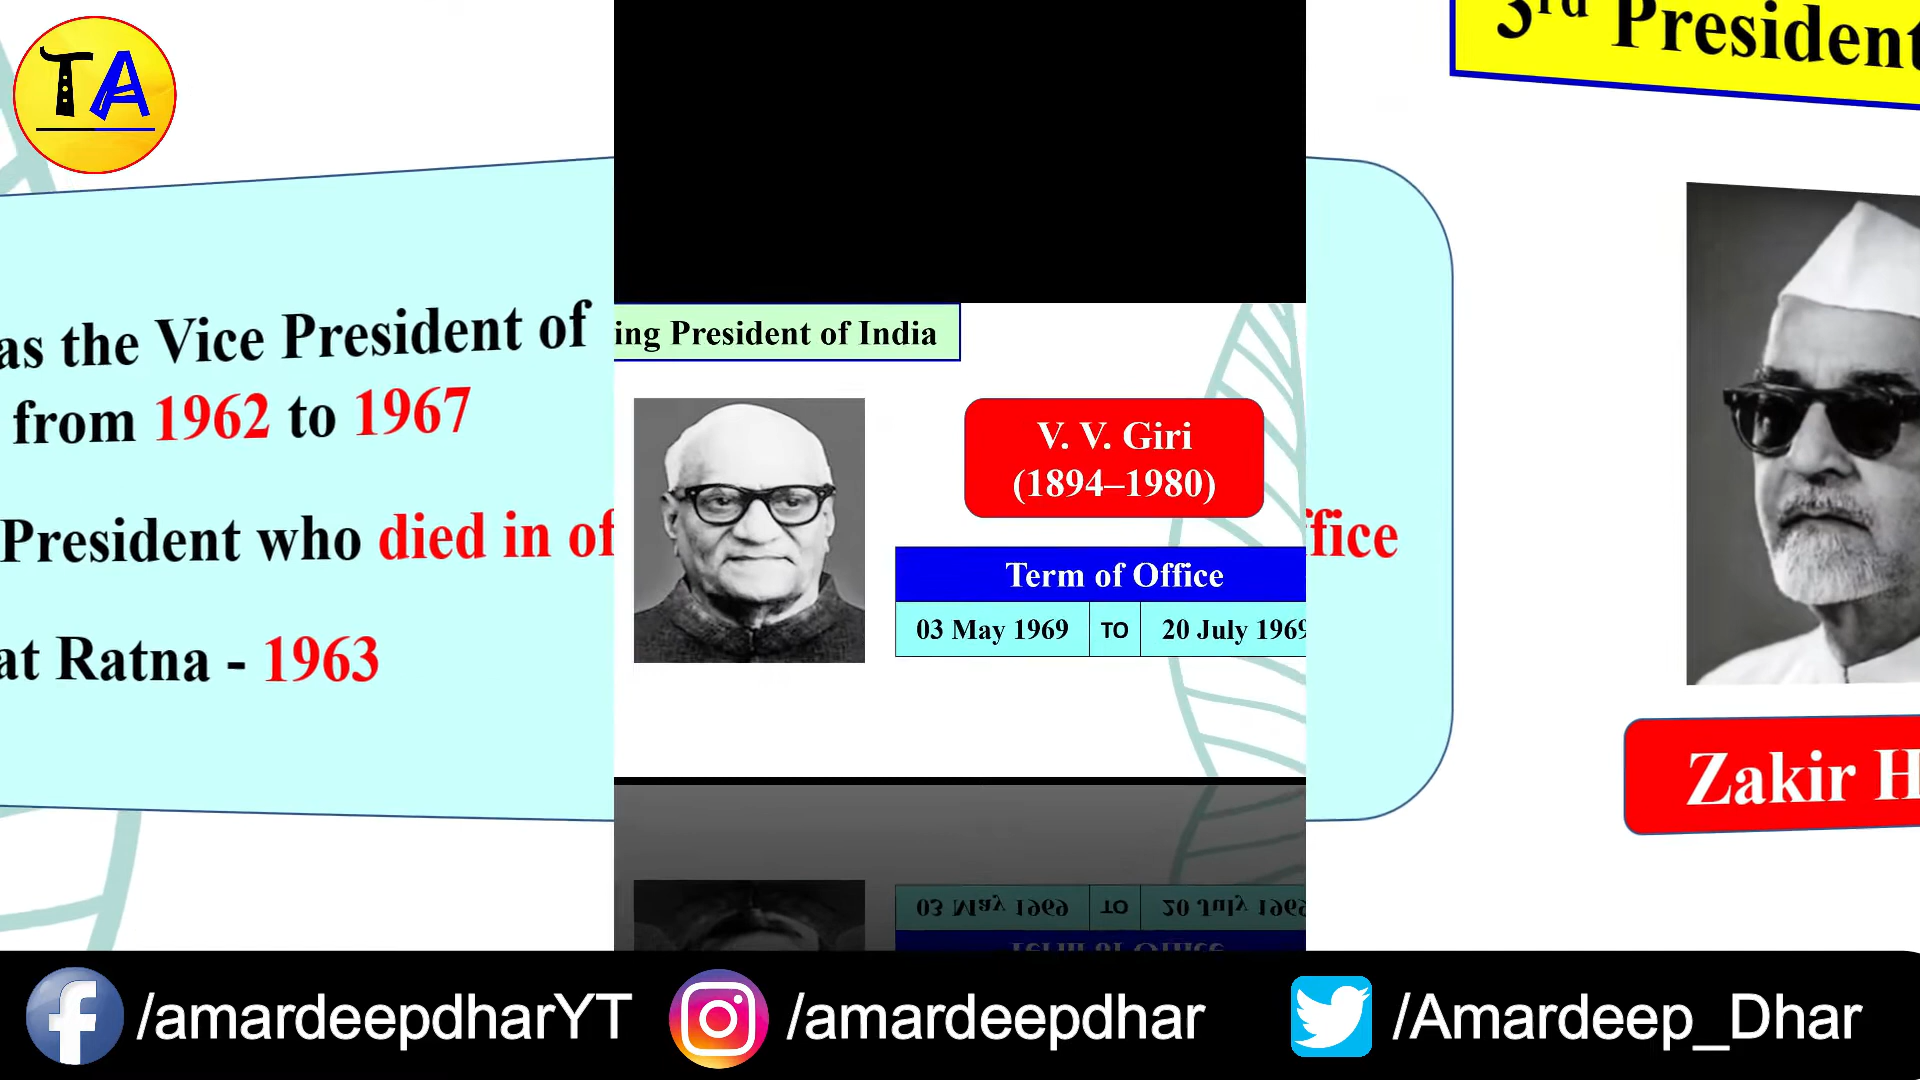 TA
as the Vice President of
from 1962 to 1967
President who died in of
at Ratna - 1963
ing President of India
V. V. Giri
(1894–1980)
Term of Office
03 May 1969 TO 20 July 1969
ffice
3rd President
Zakir H
/amardeepdharYT
/amardeepdhar
/Amardeep_Dhar